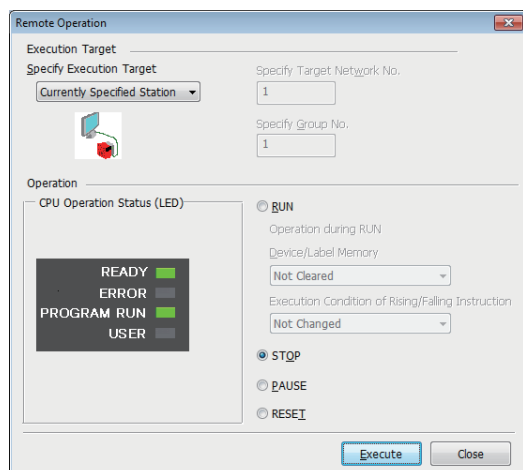 Remote Operation
Execution Target
Specify Execution Target
Currently Specified Station
Specify Target Network No.
1
Specify Group No.
1
Operation
CPU Operation Status (LED)
READY
ERROR
PROGRAM RUN
USER
RUN
Operation during RUN
Device/Label Memory
Not Cleared
Execution Condition of Rising/Falling Instruction
Not Changed
STOP
PAUSE
RESET
Execute
Close